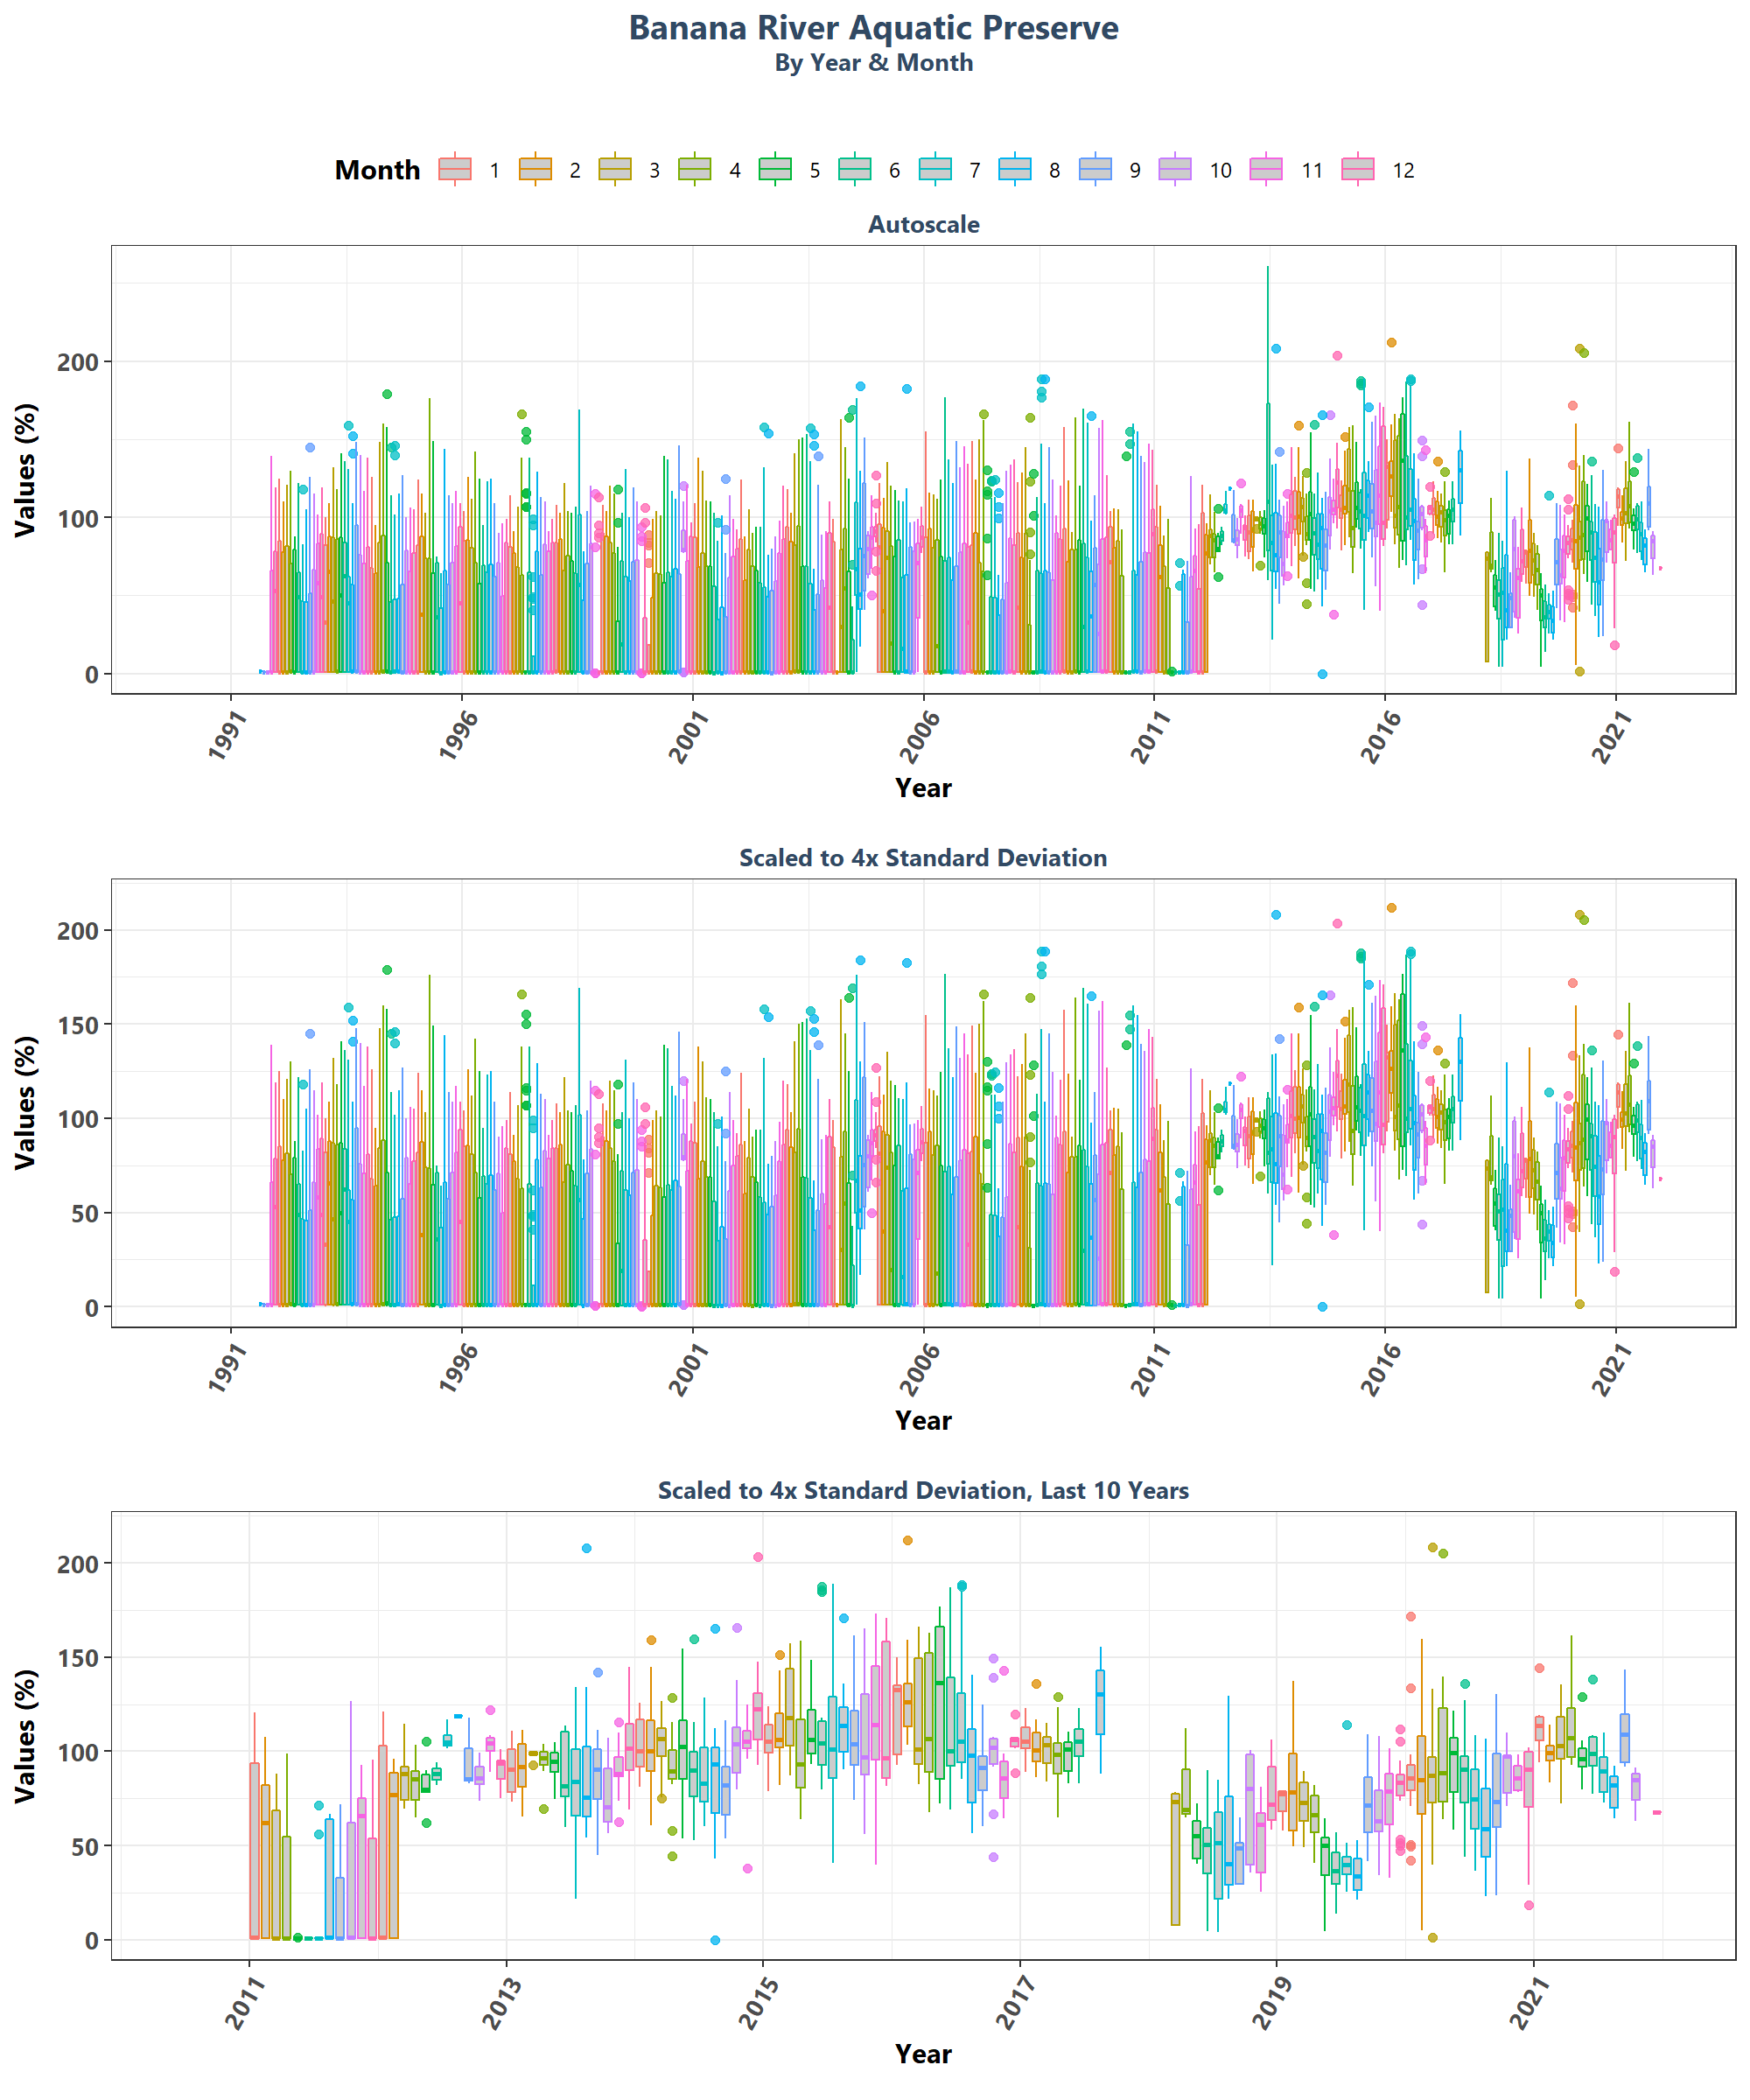 Banana River Aquatic Preserve
By Year & Month
Month 1 2 3 4 5 6 7 8 9 10 11 12
Autoscale
Values (%)
200
100
0
1991 1996 2001 2006 2011 2016 2021
Year
Scaled to 4x Standard Deviation
Values (%)
200
150
100
50
0
1991 1996 2001 2006 2011 2016 2021
Year
Scaled to 4x Standard Deviation, Last 10 Years
Values (%)
200
150
100
50
0
2011 2013 2015 2017 2019 2021
Year